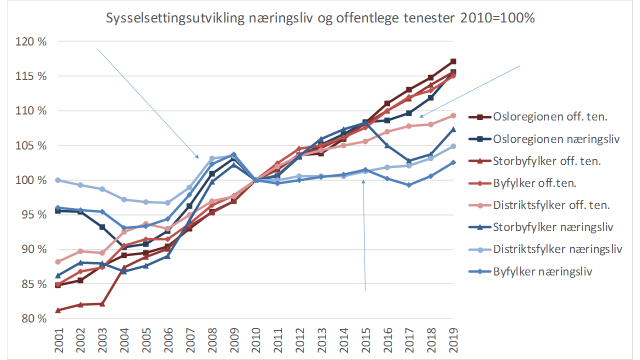 Sysselsettingsutvikling næringsliv og offentlege tenester 2010=100%
120 %
115 %
110 %
105 %
100 %
95 %
90 %
85 %
80 %
2001 2002 2003 2004 2005 2006 2007 2008 2009 2010 2011 2012 2013 2014 2015 2016 2017 2018 2019
Osloregionen off. ten.
Osloregionen næringsliv
Storbyfylker off. ten.
Byfylker off.ten.
Distriktsfylker off. ten.
Storbyfylker næringsliv
Distriktsfylker næringsliv
Byfylker næringsliv